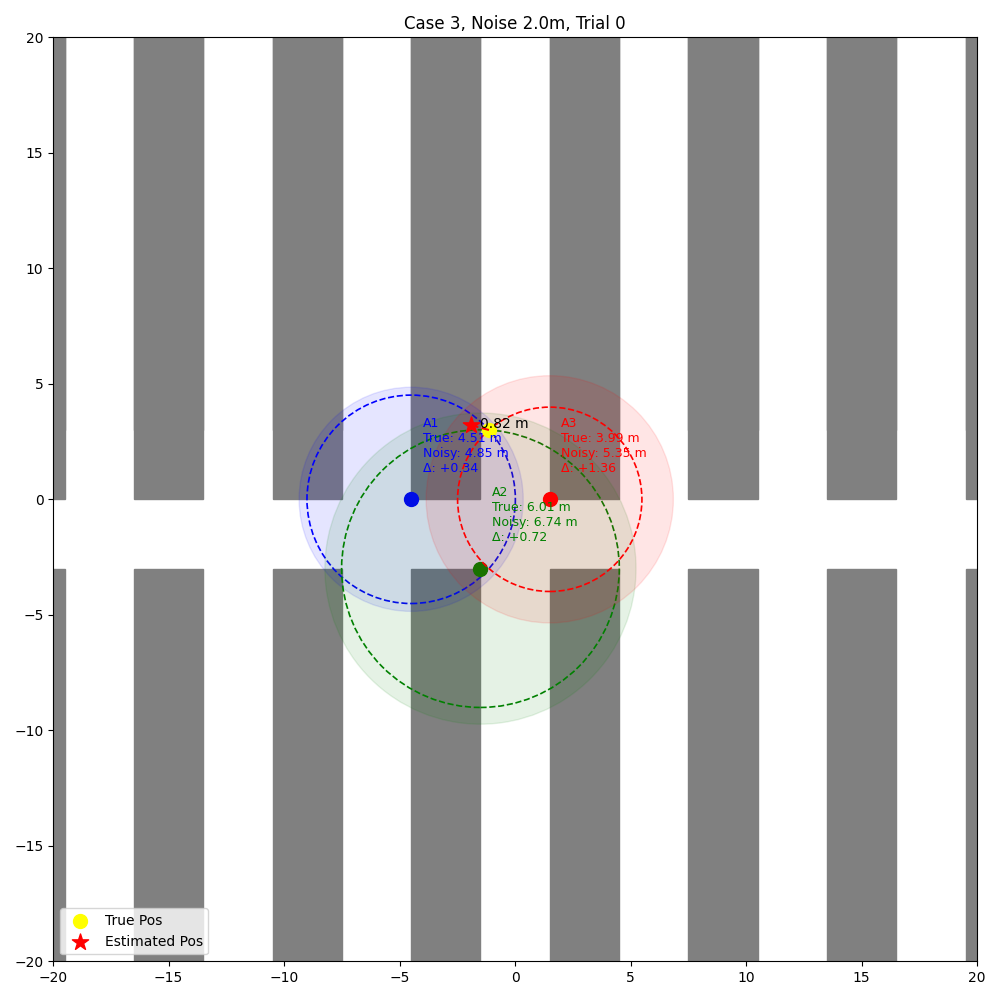 Case 3, Noise 2.0m, Trial 0
20
15
10
5
0
−5
−10
−15
−20
0.82 m
A1
True: 4.51 m
Noisy: 4.85 m
Δ: +0.34
A3
True: 3.99 m
Noisy: 5.35 m
Δ: +1.36
A2
True: 6.01 m
Noisy: 6.74 m
Δ: +0.72
True Pos
Estimated Pos
−20 −15 −10 −5 0 5 10 15 20